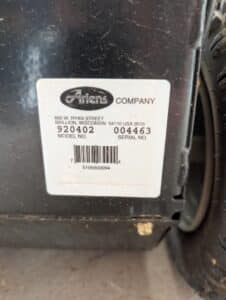 Ariens COMPANY
655 W. RYAN STREET
BRILLION, WISCONSIN 54110 USA
920402 004463
MODEL NO. SERIAL NO.